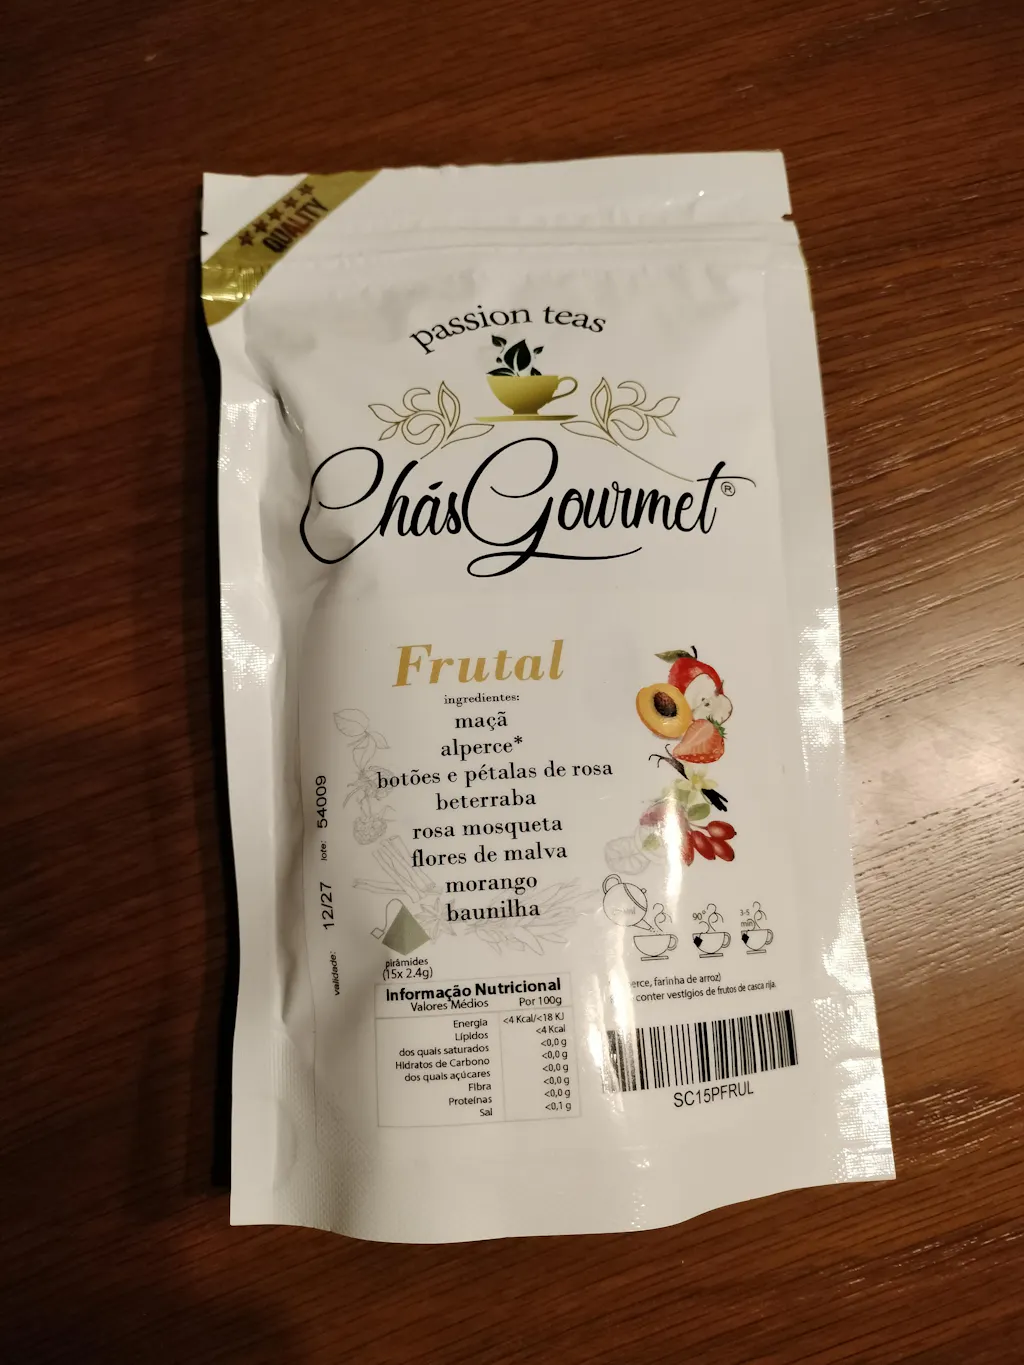 QUALITY
passion teas
Chás Gourmet®
Frutal
ingredientes:
maçã
alperce*
botões e pétalas de rosa
beterraba
rosa mosqueta
flores de malva
morango
baunilha
validade: 12/27 lote: 54009
pirâmides
(15x 2.4g)
90°
3-5
min
Informação Nutricional
Valores Médios Por 100g
Energia <4 Kcal/<18 KJ
Lípidos <4 Kcal
dos quais saturados <0,0 g
Hidratos de Carbono <0,0 g
dos quais açúcares <0,0 g
Fibra <0,0 g
Proteínas <0,0 g
Sal <0,1 g
erce, farinha de arroz)
conter vestígios de frutos de casca rija.
SC15PFRUL